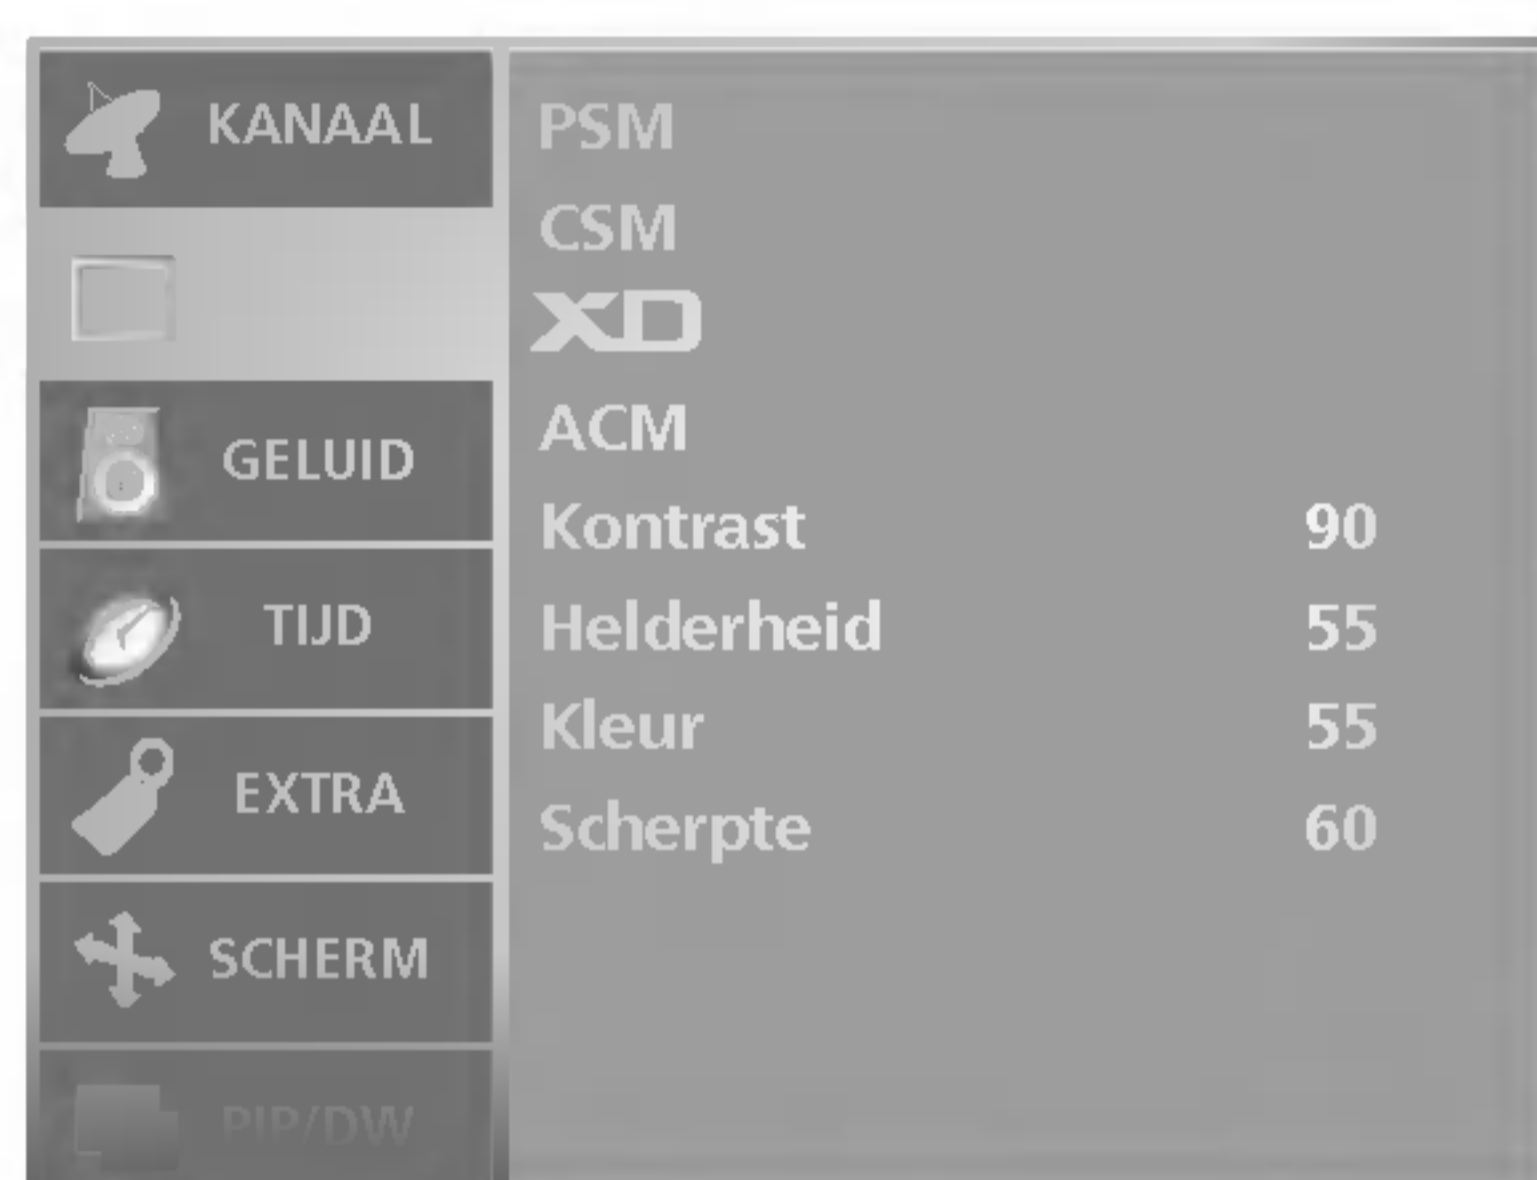 KANAAL
GELUID
TIJD
EXTRA
SCHERM
PIP/DW
PSM
CSM
XD
ACM
Kontrast 90
Helderheid 55
Kleur 55
Scherpte 60